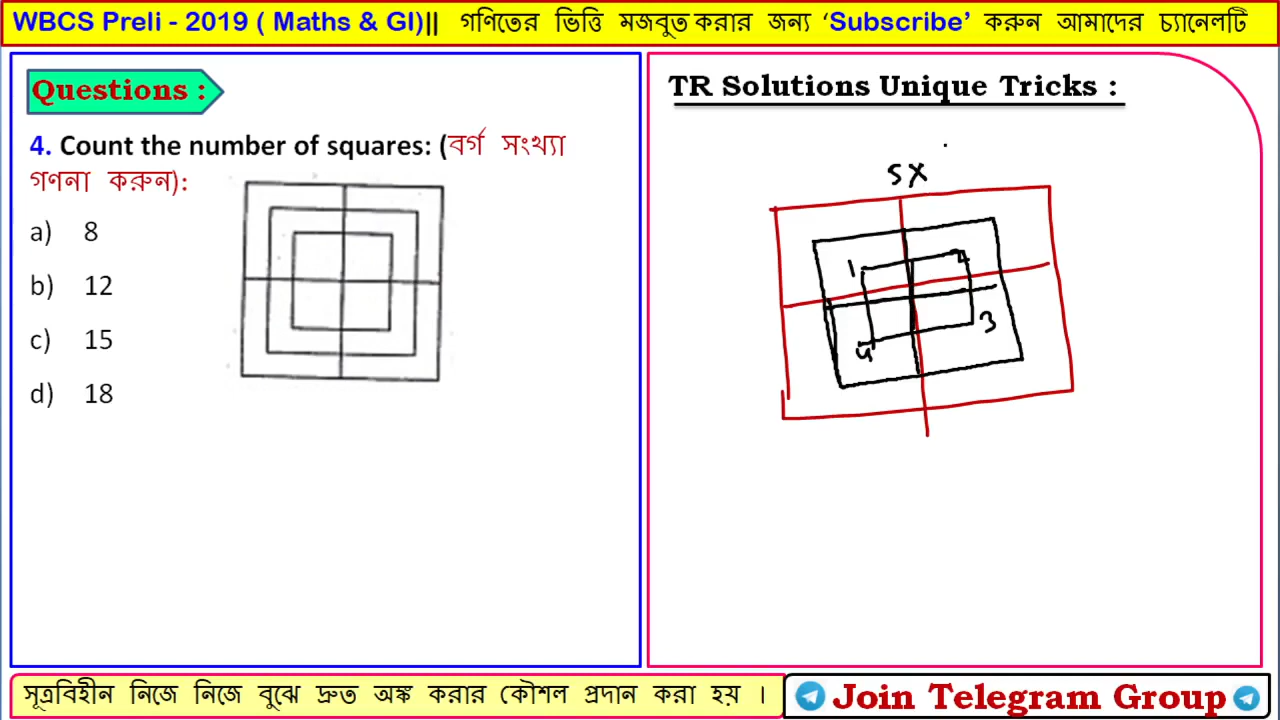 WBCS Preli - 2019 ( Maths & GI)|| গণিতের ভিত্তি মজবুত করার জন্য ‘Subscribe’ করুন আমাদের চ্যানেলটি
Questions :
4. Count the number of squares: (বর্গ সংখ্যা
গণনা করুন):
a) 8
b) 12
c) 15
d) 18
TR Solutions Unique Tricks :
5X
1 2
3
4
সূত্রবিহীন নিজে নিজে বুঝে দ্রুত অঙ্ক করার কৌশল প্রদান করা হয় ।
Join Telegram Group